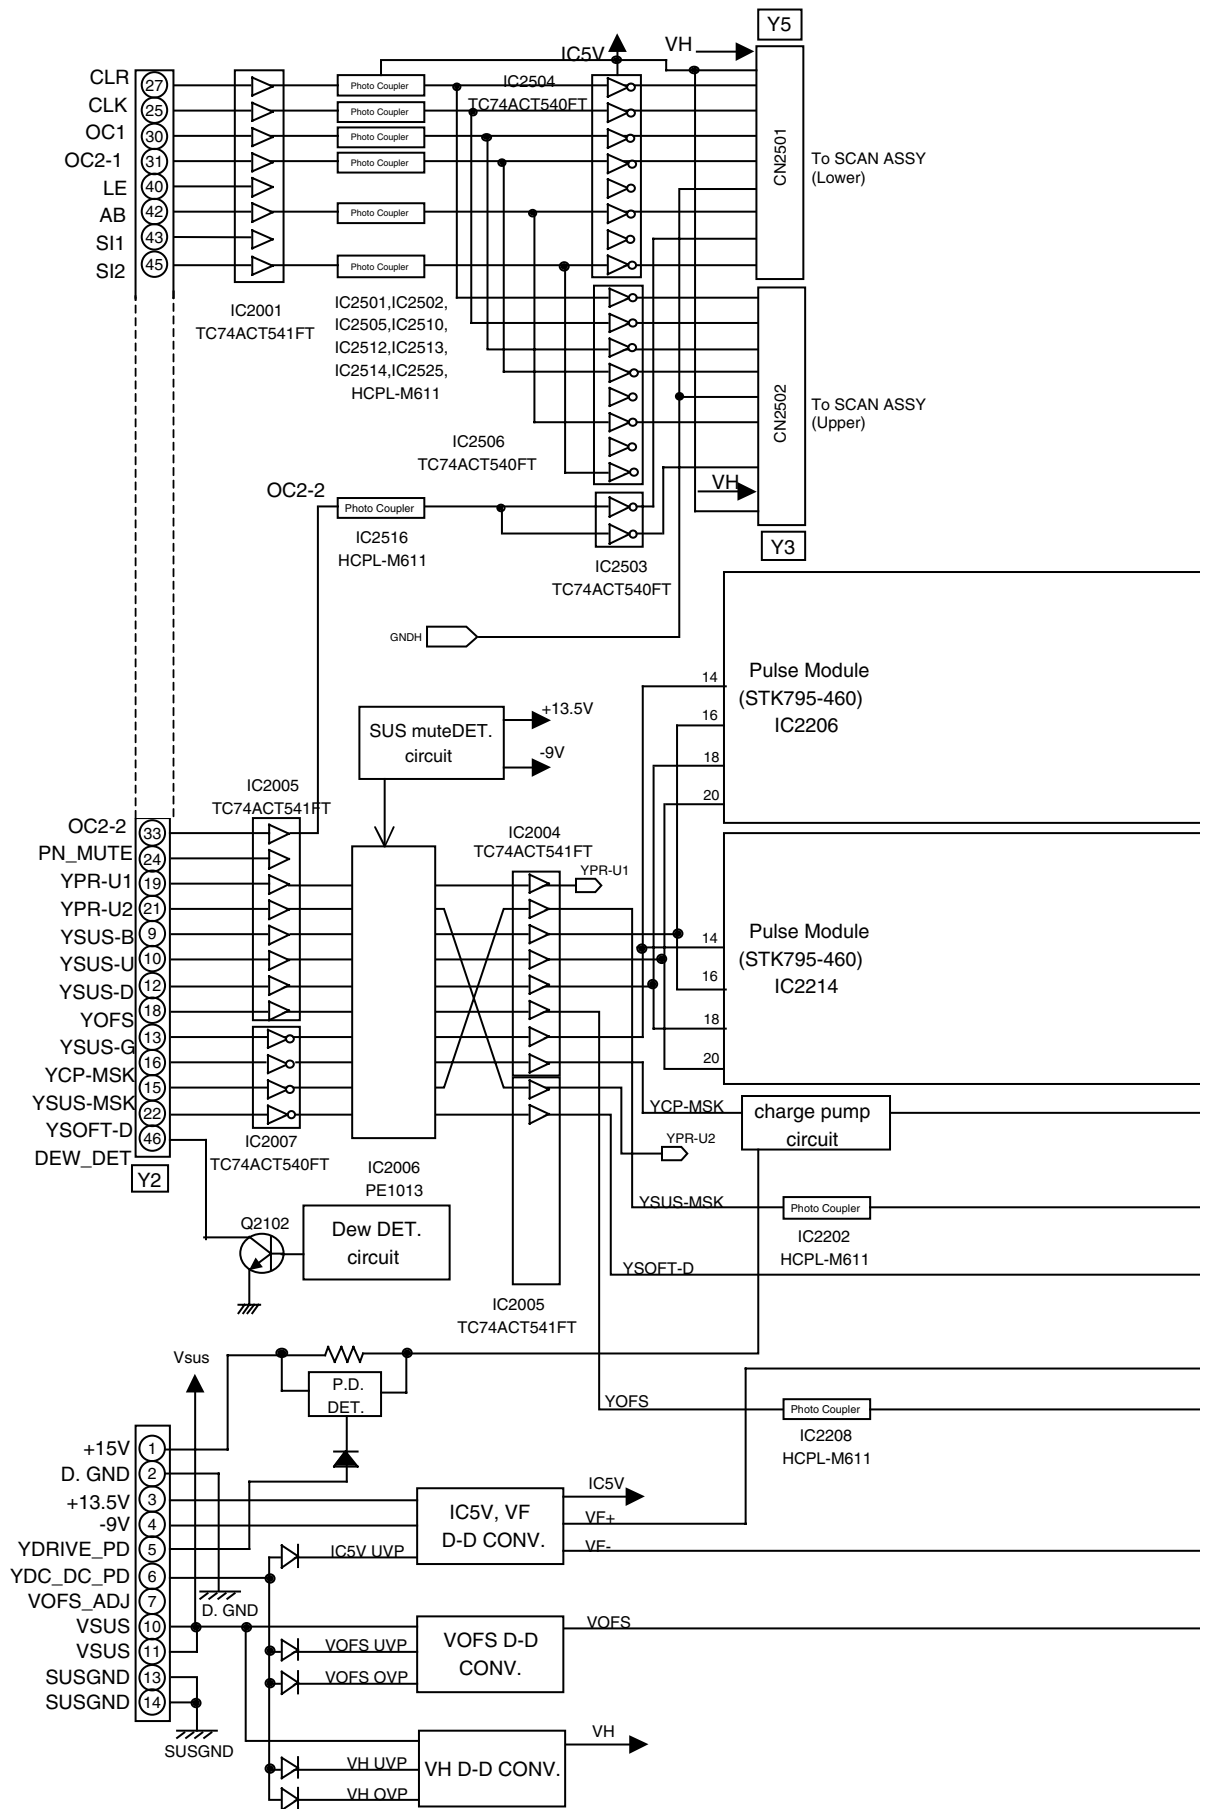 Y5
VH
IC5V
IC2504
TC74ACT540FT
CLR
27
Photo Coupler
CLK
25
Photo Coupler
OC1
30
Photo Coupler
OC2-1
31
Photo Coupler
LE
40
AB
42
Photo Coupler
SI1
43
SI2
45
Photo Coupler
CN2501
To SCAN ASSY
(Lower)
IC2001
TC74ACT541FT
IC2501,IC2502,
IC2505,IC2510,
IC2512,IC2513,
IC2514,IC2525,
HCPL-M611
CN2502
To SCAN ASSY
(Upper)
IC2506
TC74ACT540FT
VH
OC2-2
Photo Coupler
IC2516
HCPL-M611
Y3
IC2503
TC74ACT540FT
GNDH
14
16
18
20
Pulse Module
(STK795-460)
IC2206
SUS muteDET.
circuit
+13.5V
-9V
IC2005
TC74ACT541FT
IC2004
TC74ACT541FT
YPR-U1
OC2-2
33
PN_MUTE
24
YPR-U1
19
YPR-U2
21
YSUS-B
9
YSUS-U
10
YSUS-D
12
YOFS
18
YSUS-G
13
YCP-MSK
16
YSUS-MSK
15
YSOFT-D
22
DEW_DET
46
Y2
14
16
18
20
Pulse Module
(STK795-460)
IC2214
IC2007
TC74ACT540FT
IC2006
PE1013
YCP-MSK
charge pump
circuit
YPR-U2
YSUS-MSK
Photo Coupler
IC2202
HCPL-M611
Q2102
Dew DET.
circuit
YSOFT-D
IC2005
TC74ACT541FT
Vsus
P.D.
DET.
YOFS
Photo Coupler
IC2208
HCPL-M611
+15V
1
D. GND
2
+13.5V
3
-9V
4
YDRIVE_PD
5
YDC_DC_PD
6
VOFS_ADJ
7
VSUS
10
VSUS
11
SUSGND
13
SUSGND
14
D. GND
SUSGND
IC5V UVP
IC5V, VF
D-D CONV.
IC5V
VF+
VF-
VOFS UVP
VOFS OVP
VOFS D-D
CONV.
VOFS
VH UVP
VH OVP
VH D-D CONV.
VH